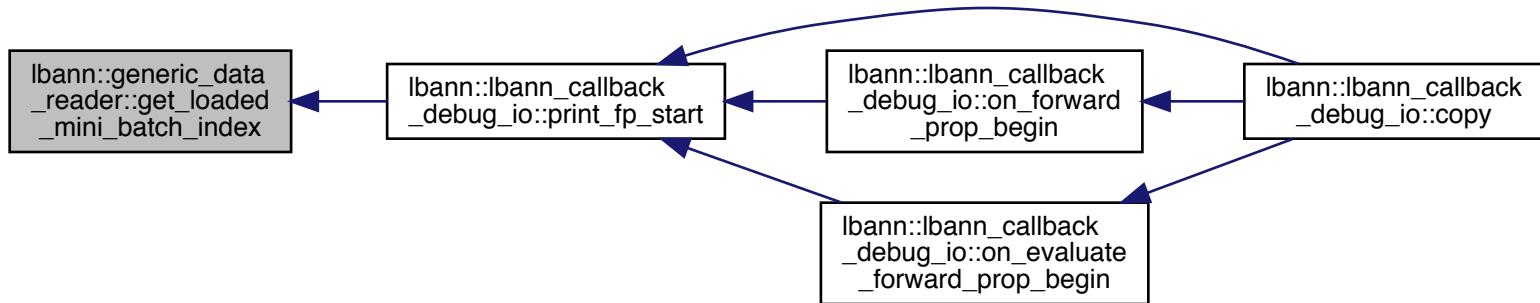 lbann::generic_data
_reader::get_loaded
_mini_batch_index
lbann::lbann_callback
_debug_io::print_fp_start
lbann::lbann_callback
_debug_io::on_forward
_prop_begin
lbann::lbann_callback
_debug_io::copy
lbann::lbann_callback
_debug_io::on_evaluate
_forward_prop_begin